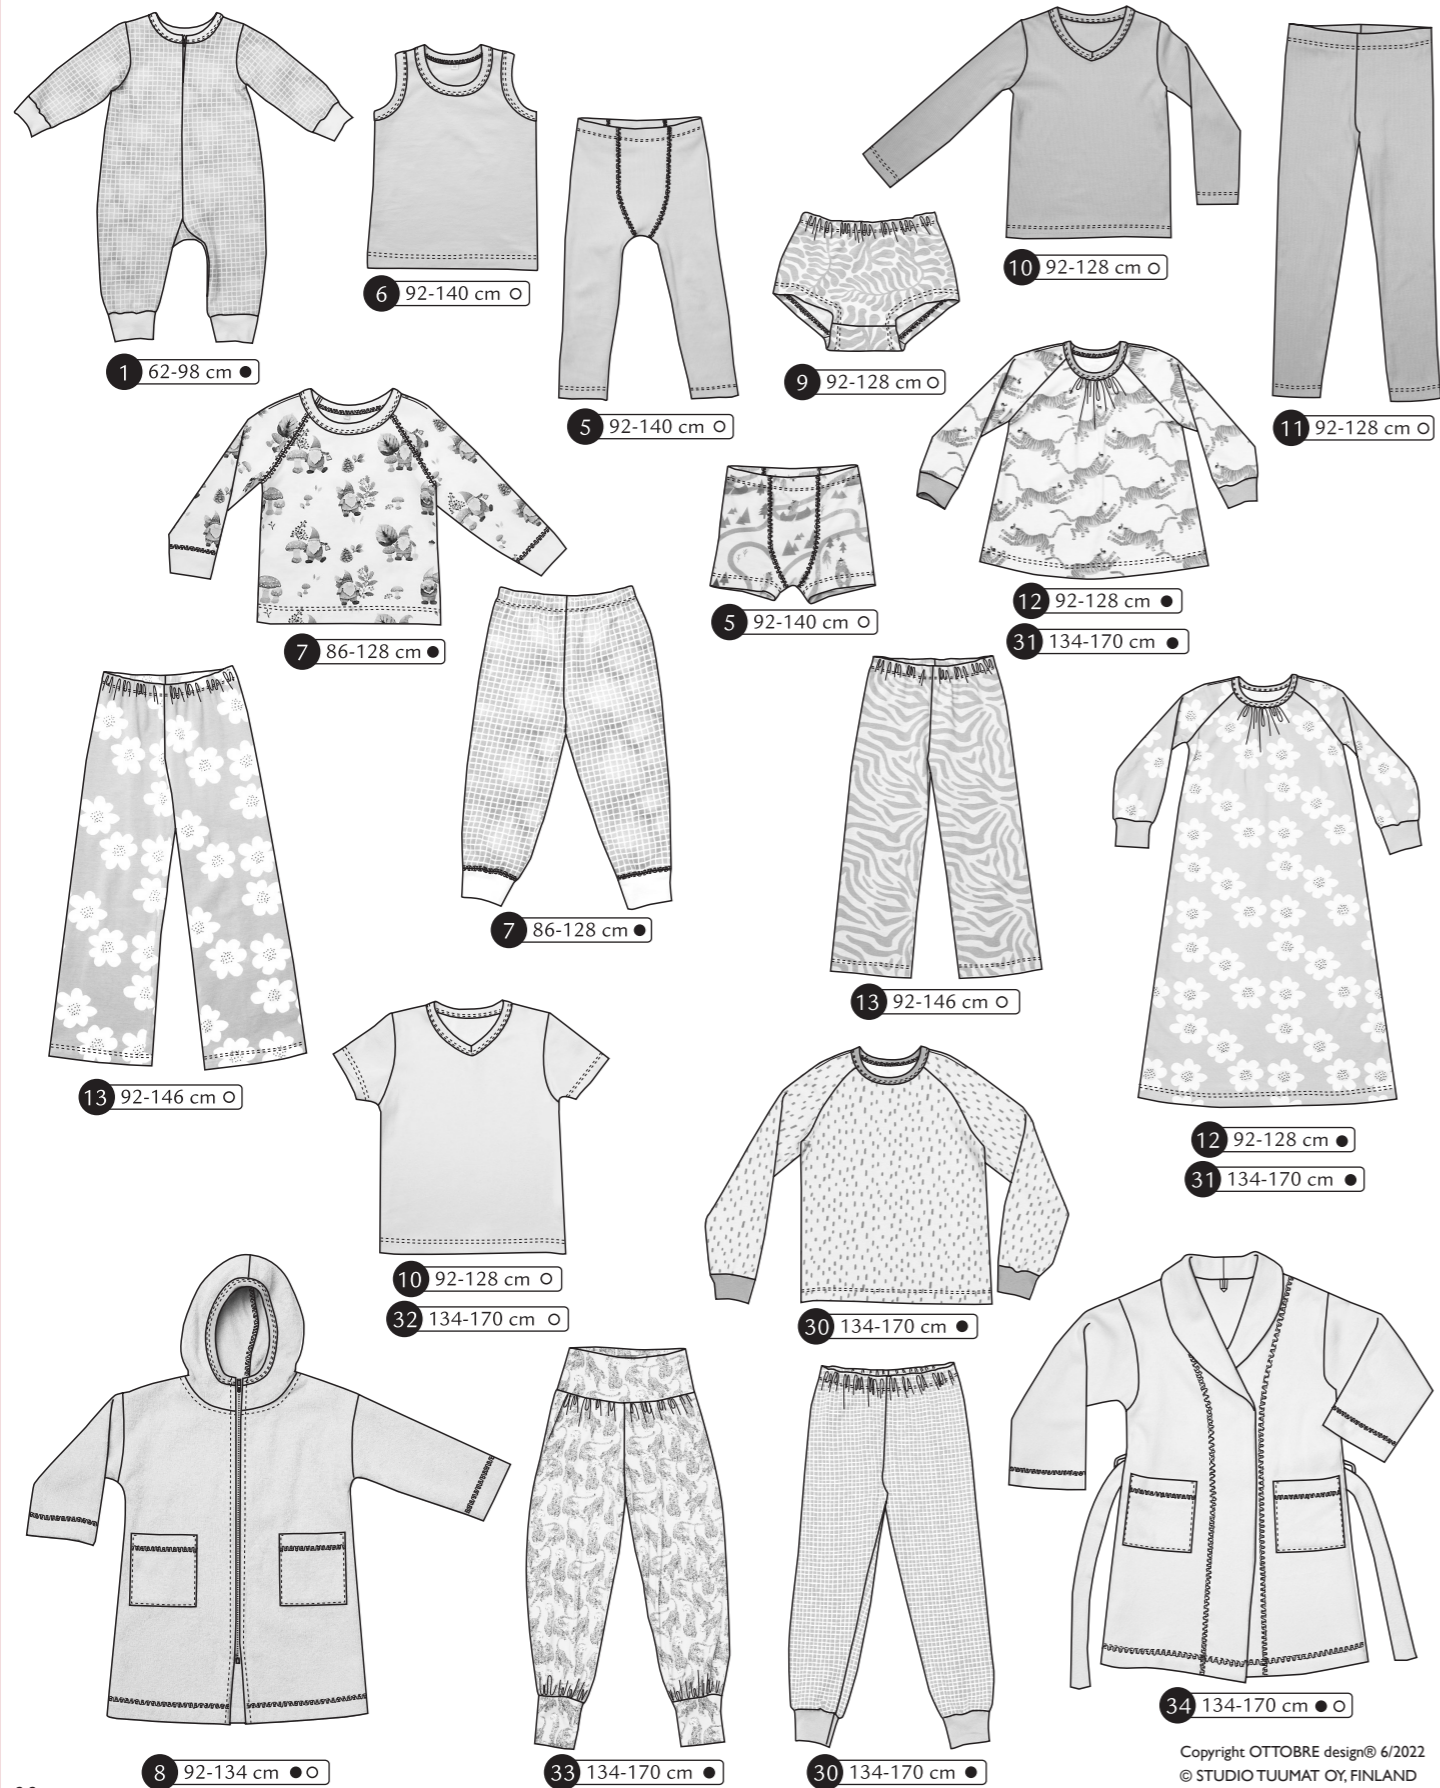 1 62-98 cm ●
6 92-140 cm ○
5 92-140 cm ○
9 92-128 cm ○
10 92-128 cm ○
11 92-128 cm ○
7 86-128 cm ●
5 92-140 cm ○
12 92-128 cm ●
31 134-170 cm ●
7 86-128 cm ●
13 92-146 cm ○
13 92-146 cm ○
12 92-128 cm ●
31 134-170 cm ●
10 92-128 cm ○
32 134-170 cm ○
30 134-170 cm ●
34 134-170 cm ● ○
8 92-134 cm ●○
33 134-170 cm ●
30 134-170 cm ●
Copyright OTTOBRE design® 6/2022
© STUDIO TUUMAT OY, FINLAND